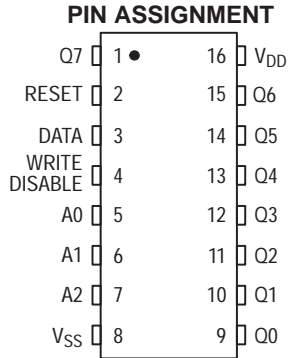 PIN ASSIGNMENT
Q7 1 16 VDD
RESET 2 15 Q6
DATA 3 14 Q5
WRITE
DISABLE 4 13 Q4
A0 5 12 Q3
A1 6 11 Q2
A2 7 10 Q1
VSS 8 9 Q0